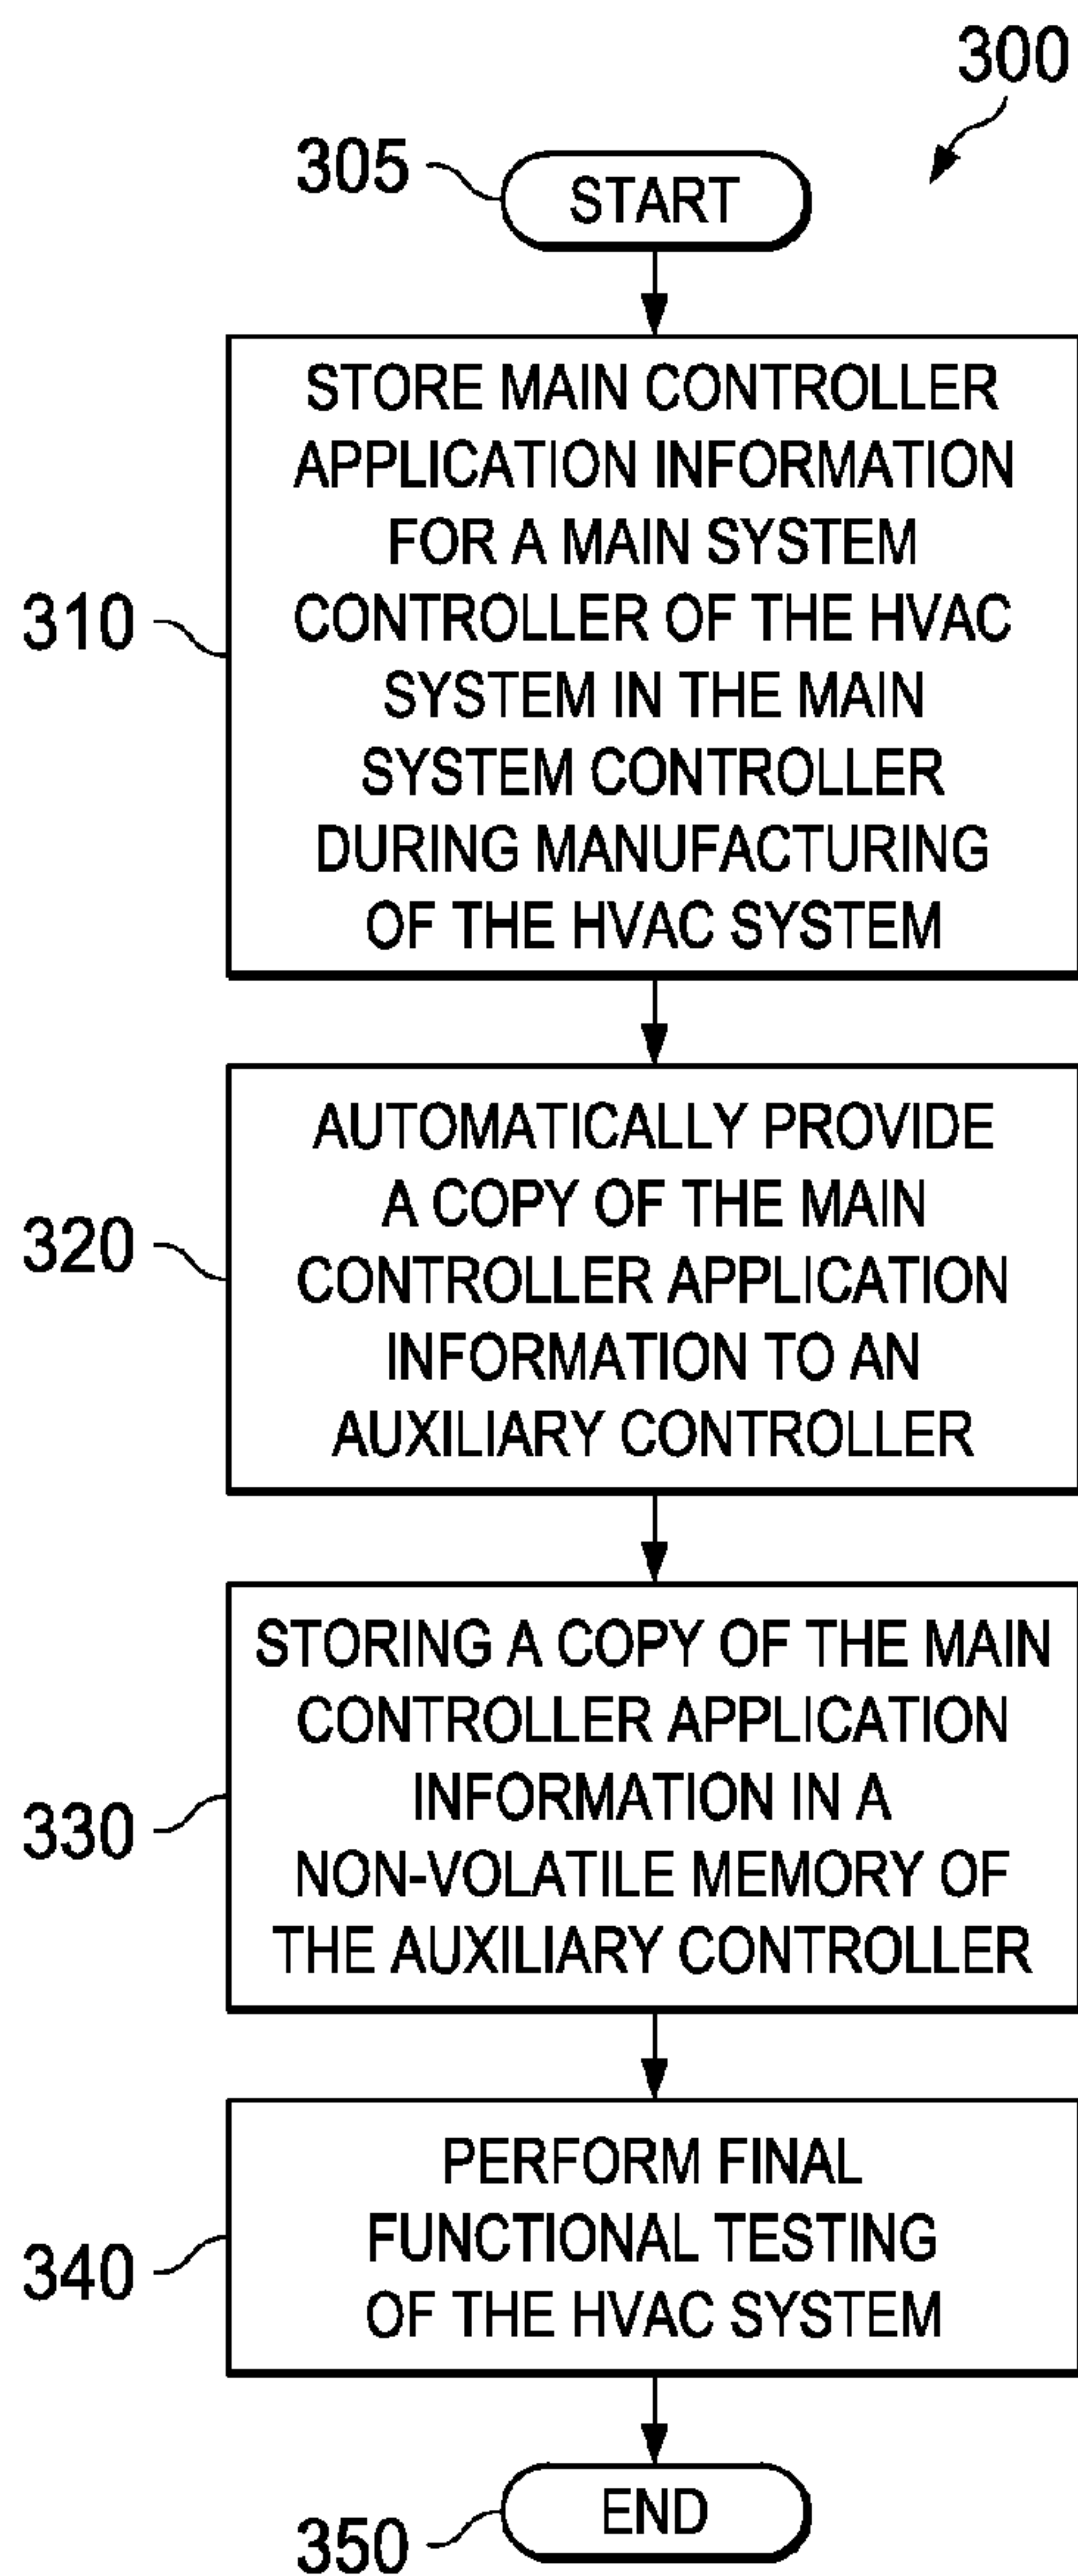 300
305
START
310
STORE MAIN CONTROLLER
APPLICATION INFORMATION
FOR A MAIN SYSTEM
CONTROLLER OF THE HVAC
SYSTEM IN THE MAIN
SYSTEM CONTROLLER
DURING MANUFACTURING
OF THE HVAC SYSTEM
320
AUTOMATICALLY PROVIDE
A COPY OF THE MAIN
CONTROLLER APPLICATION
INFORMATION TO AN
AUXILIARY CONTROLLER
330
STORING A COPY OF THE MAIN
CONTROLLER APPLICATION
INFORMATION IN A
NON-VOLATILE MEMORY OF
THE AUXILIARY CONTROLLER
340
PERFORM FINAL
FUNCTIONAL TESTING
OF THE HVAC SYSTEM
350
END